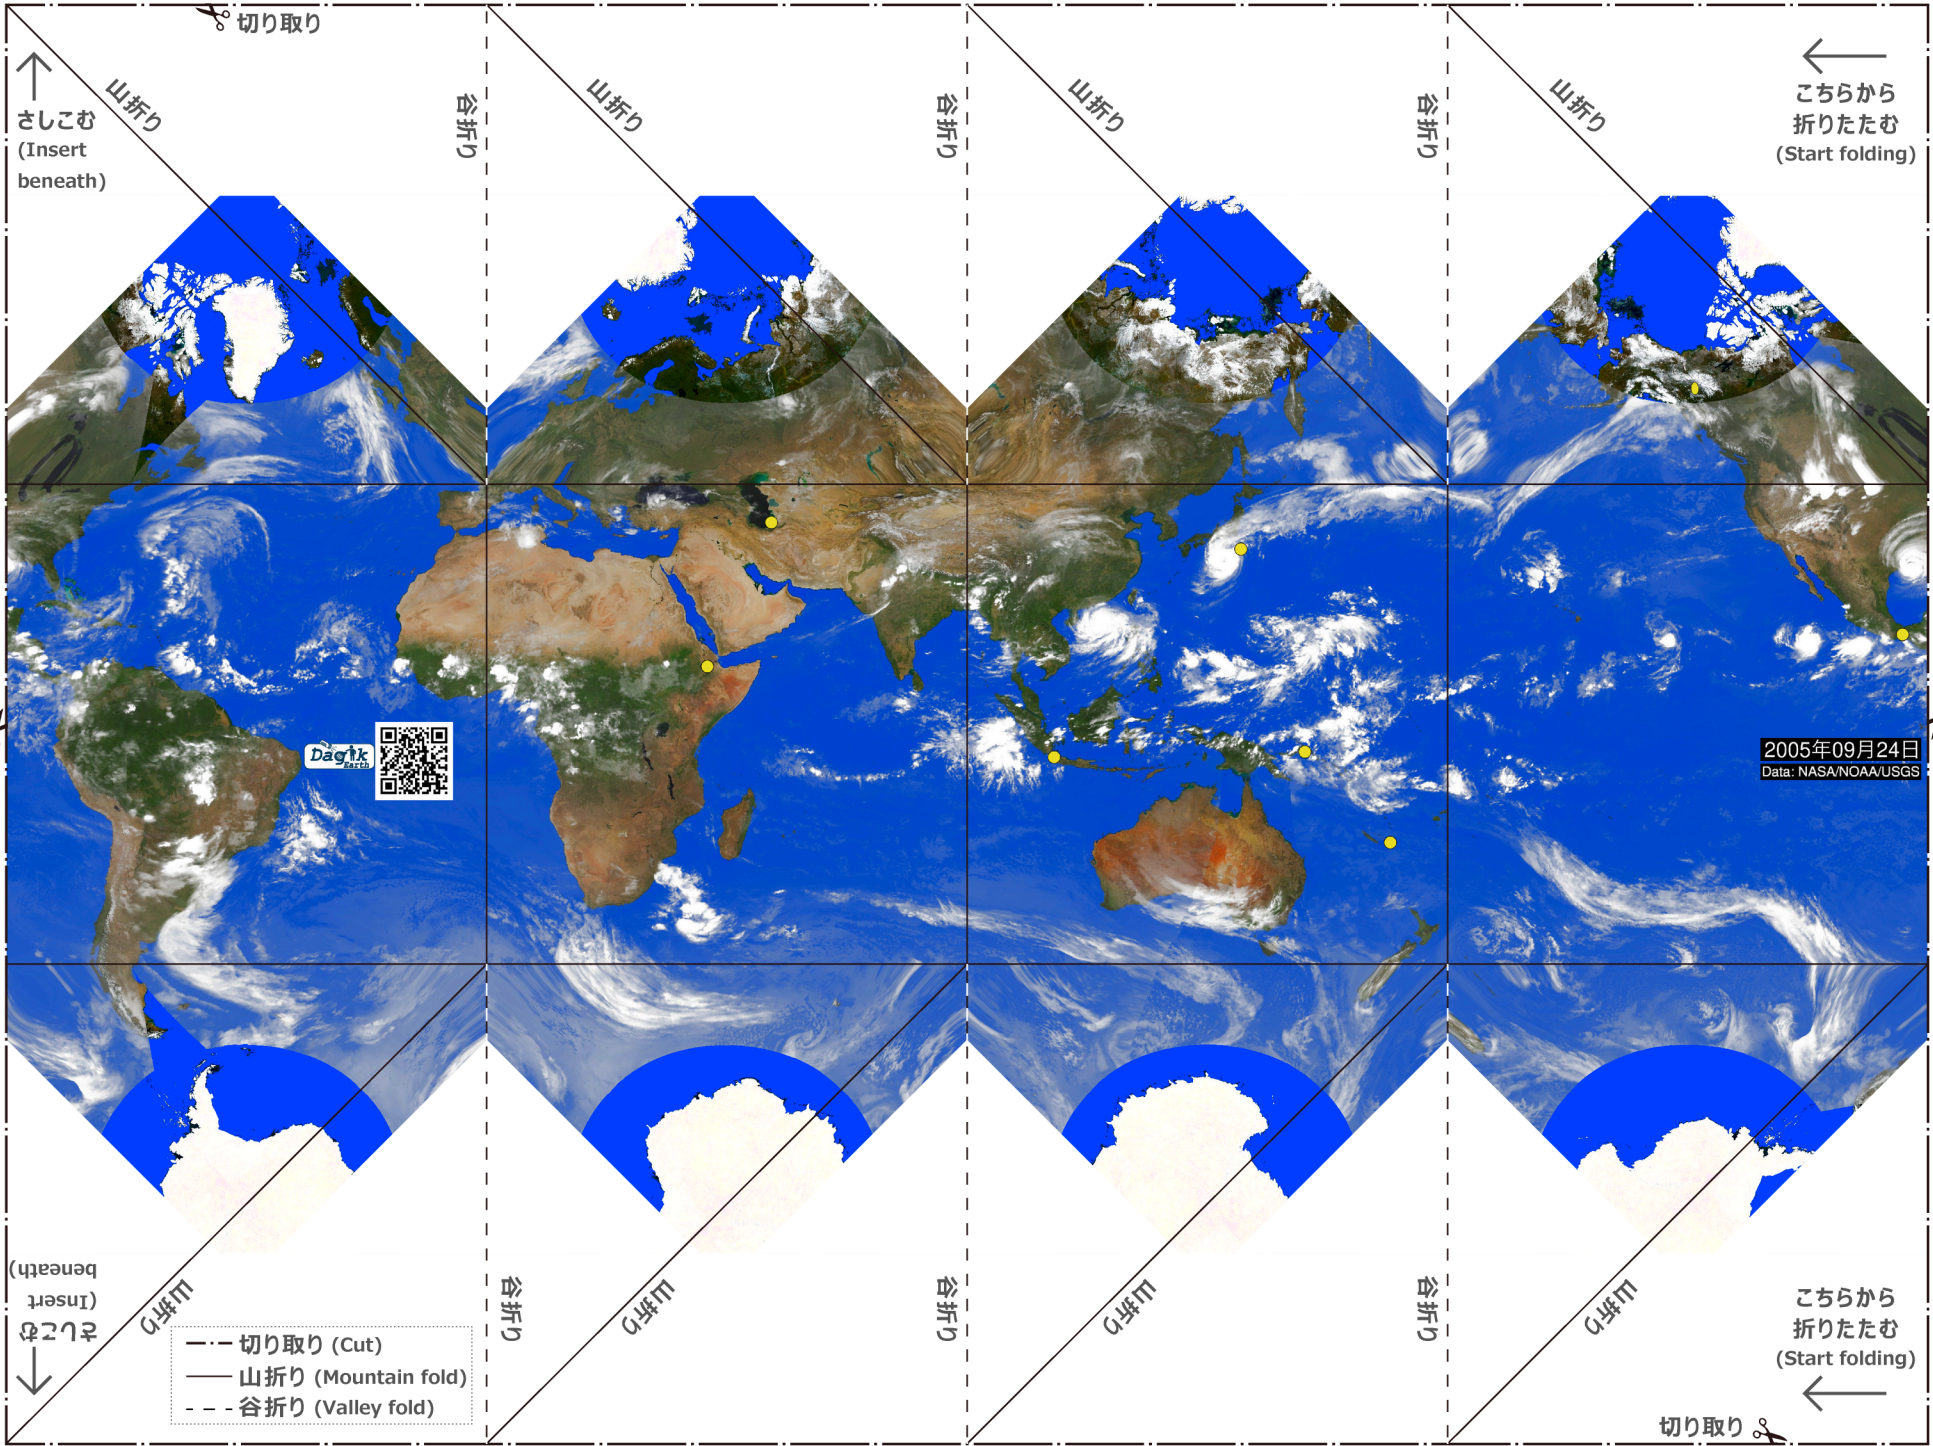 切り取り
さしこむ
(Insert
beneath)
山折り
谷折り
山折り
谷折り
山折り
谷折り
山折り
こちらから
折りたたむ
(Start folding)
Dagik
Earth
2005年09月24日
Data: NASA/NOAA/USGS
さしこむ
(Insert
beneath)
山折り
谷折り
山折り
谷折り
山折り
谷折り
山折り
こちらから
折りたたむ
(Start folding)
切り取り (Cut)
山折り (Mountain fold)
谷折り (Valley fold)
切り取り